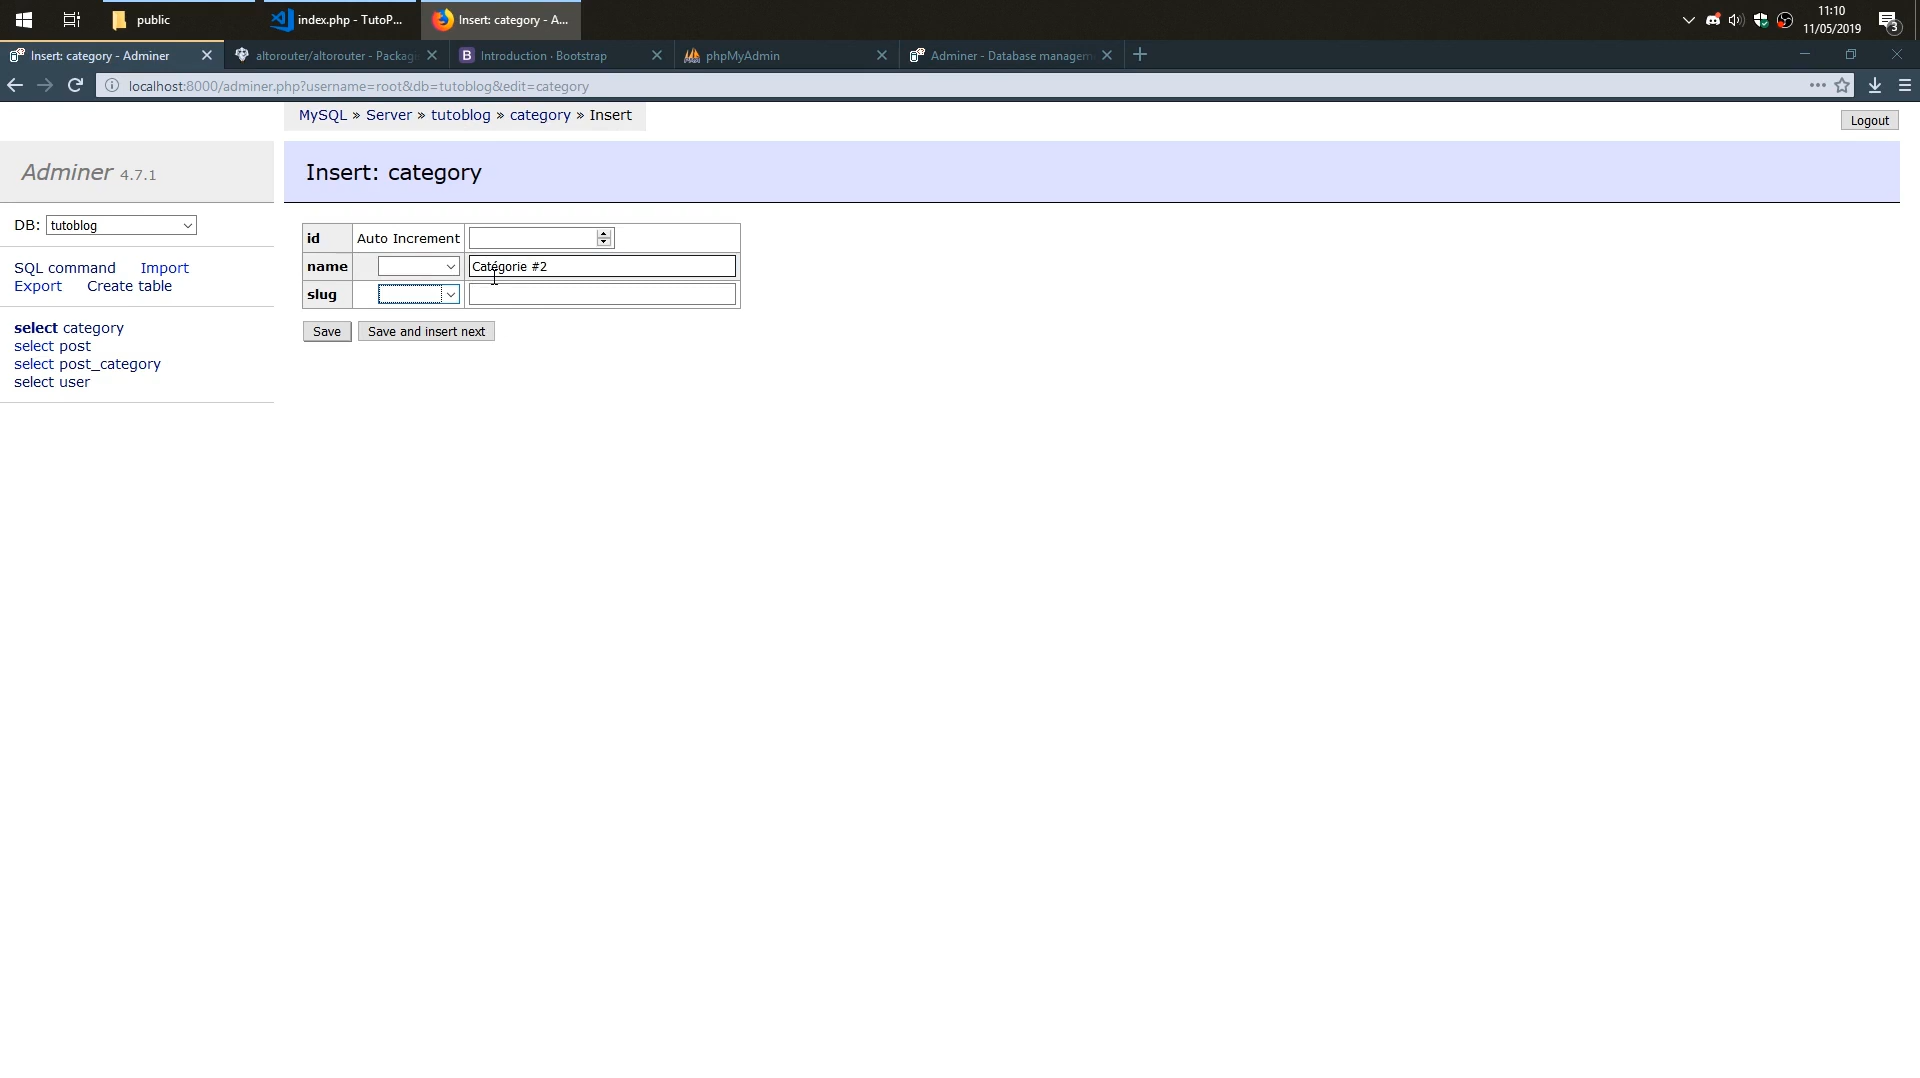 public
index.php - TutoP...
Insert: category - A...
11:10
11/05/2019
3
Insert: category - Adminer
altorouter/altorouter - Packag
B
Introduction · Bootstrap
phpMyAdmin
Adminer - Database managem
localhost:8000/adminer.php?username=root&db=tutoblog&edit=category
MySQL » Server » tutoblog » category » Insert
Logout
Adminer 4.7.1
Insert: category
DB: tutoblog
SQL command Import
Export Create table
select category
select post
select post_category
select user
id Auto Increment
name Catégorie #2
slug
Save Save and insert next